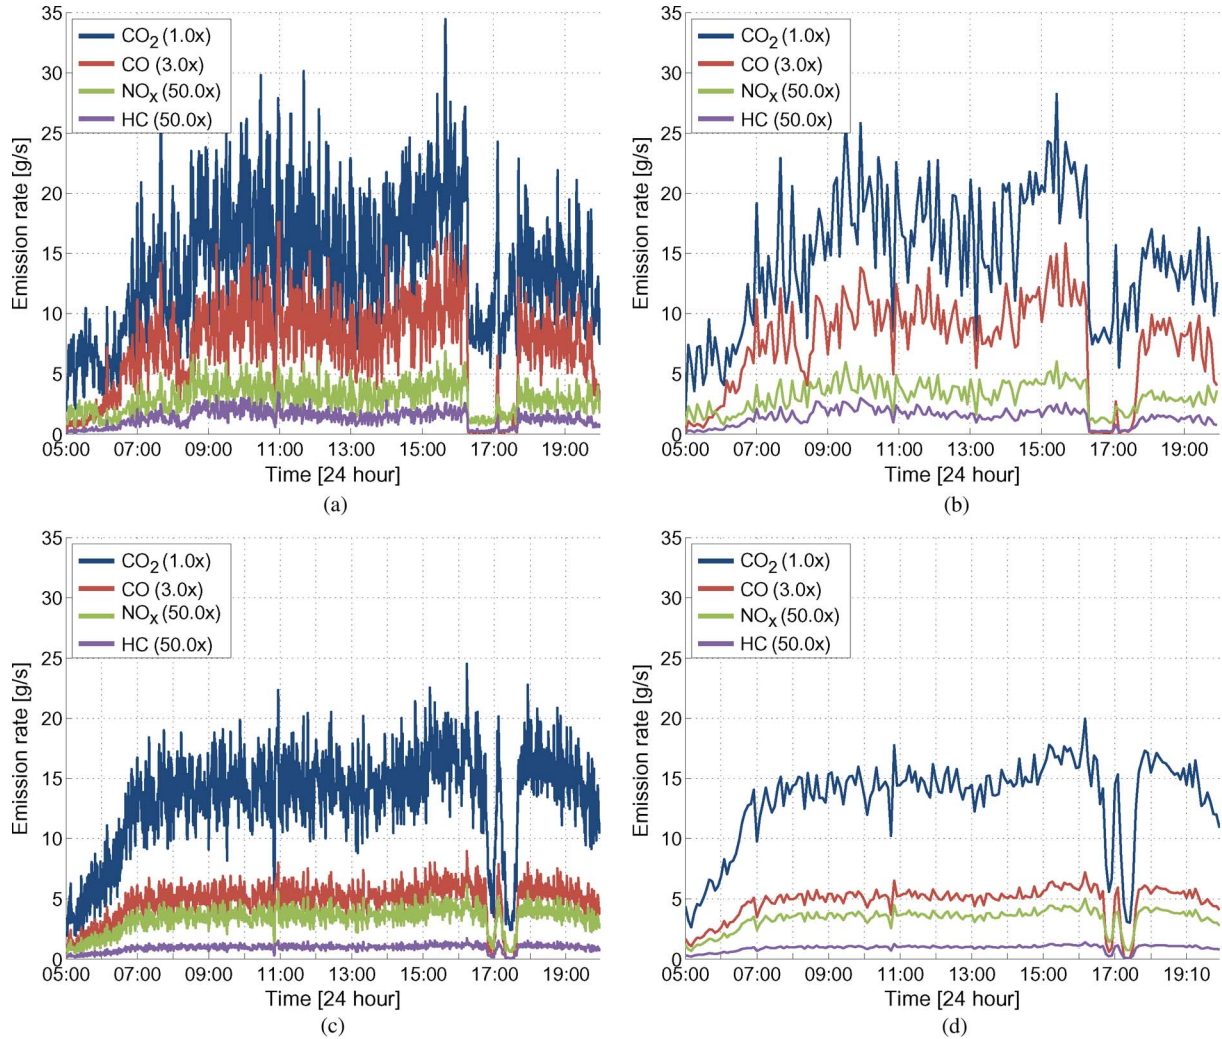 35
30
25
20
15
10
5
0
Emission rate [g/s]
CO2 (1.0x)
CO (3.0x)
NOx (50.0x)
HC (50.0x)
05:00 07:00 09:00 11:00 13:00 15:00 17:00 19:00
Time [24 hour]
(a)
35
30
25
20
15
10
5
0
Emission rate [g/s]
CO2 (1.0x)
CO (3.0x)
NOx (50.0x)
HC (50.0x)
05:00 07:00 09:00 11:00 13:00 15:00 17:00 19:00
Time [24 hour]
(b)
35
30
25
20
15
10
5
0
Emission rate [g/s]
CO2 (1.0x)
CO (3.0x)
NOx (50.0x)
HC (50.0x)
05:00 07:00 09:00 11:00 13:00 15:00 17:00 19:00
Time [24 hour]
(c)
35
30
25
20
15
10
5
0
Emission rate [g/s]
CO2 (1.0x)
CO (3.0x)
NOx (50.0x)
HC (50.0x)
05:00 07:00 09:00 11:00 13:00 15:00 17:00 19:10
Time [24 hour]
(d)